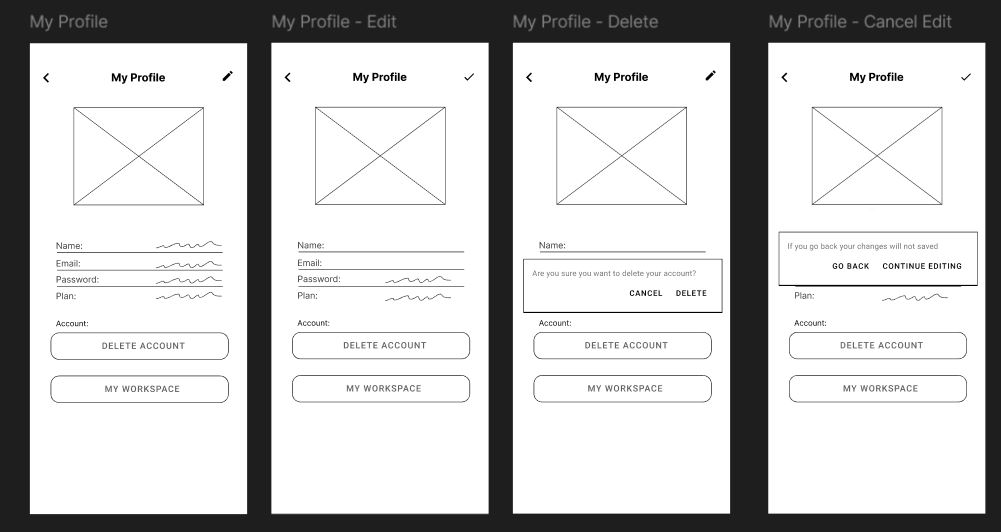 My Profile
My Profile
Name:
Email:
Password:
Plan:
Account:
DELETE ACCOUNT
MY WORKSPACE
My Profile - Edit
My Profile
Name:
Email:
Password:
Plan:
Account:
DELETE ACCOUNT
MY WORKSPACE
My Profile - Delete
My Profile
Name:
Are you sure you want to delete your account?
CANCEL DELETE
Account:
DELETE ACCOUNT
MY WORKSPACE
My Profile - Cancel Edit
My Profile
If you go back your changes will not saved
GO BACK CONTINUE EDITING
Plan:
Account:
DELETE ACCOUNT
MY WORKSPACE